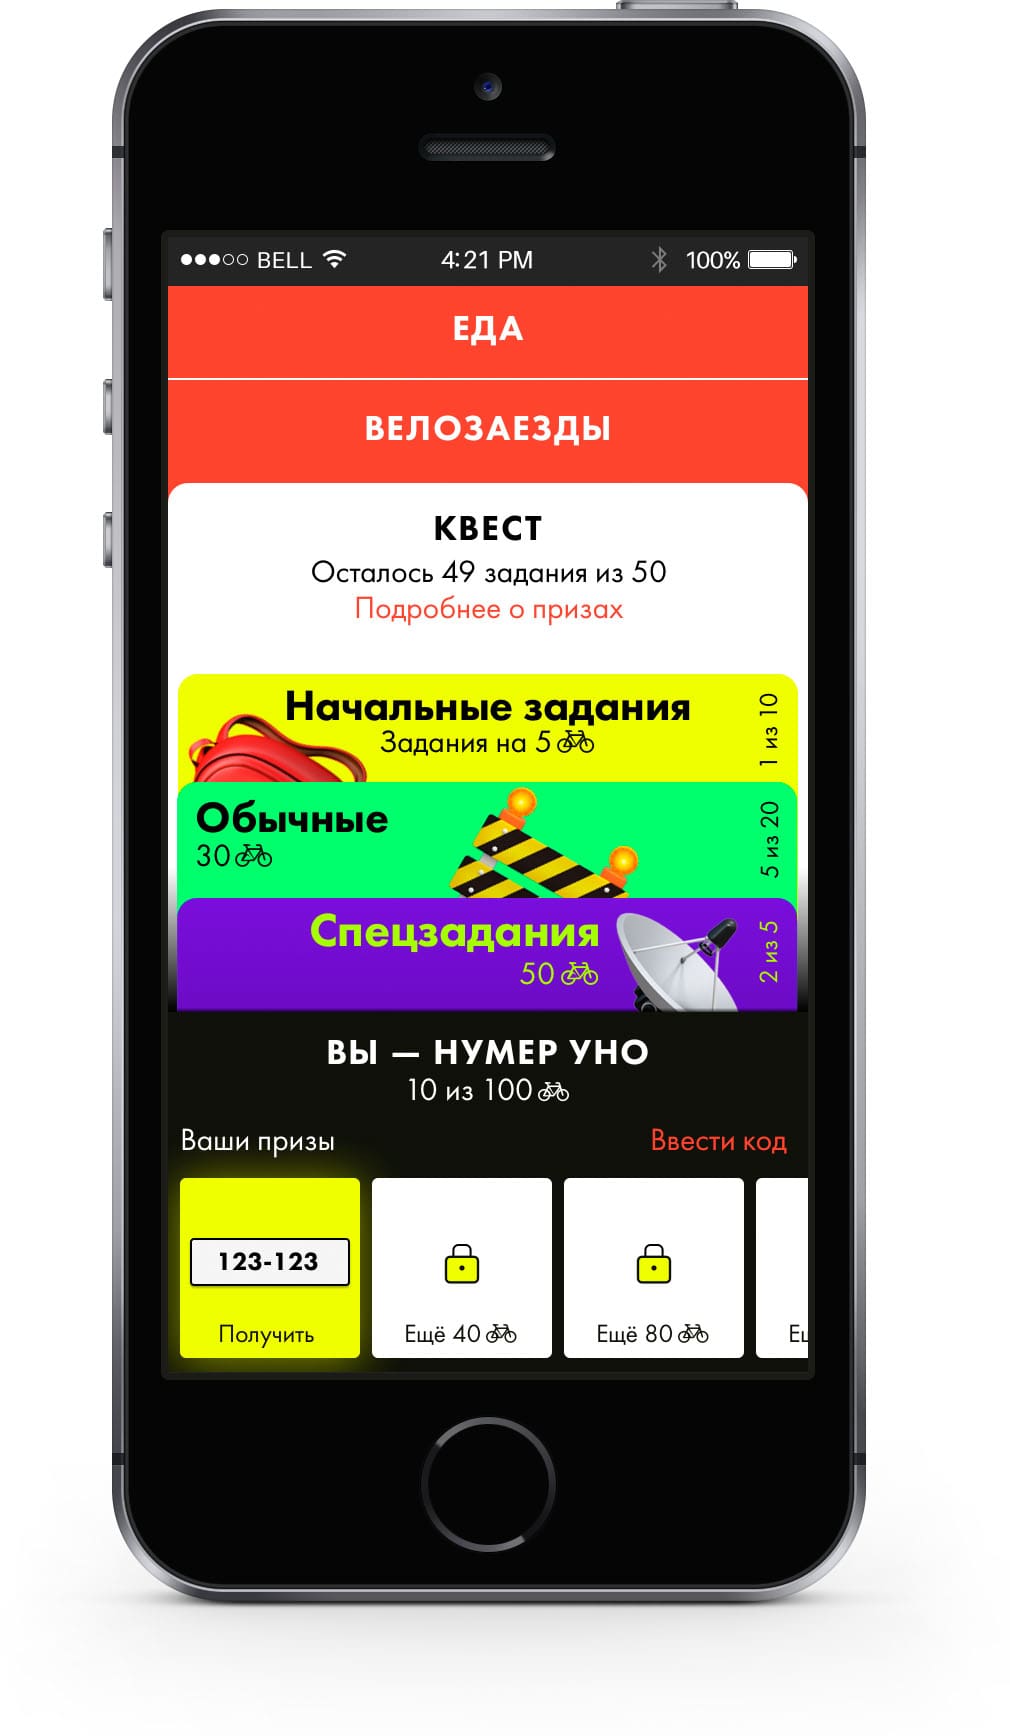 BELL 4:21 PM 100%
ЕДА
ВЕЛОЗАЕЗДЫ
КВЕСТ
Осталось 49 задания из 50
Подробнее о призах
Начальные задания
Задания на 5
1 из 10
Обычные
30
5 из 20
Спецзадания
50
2 из 5
ВЫ — НУМЕР УНО
10 из 100
Ваши призы
Ввести код
123-123
Получить
Ещё 40
Ещё 80